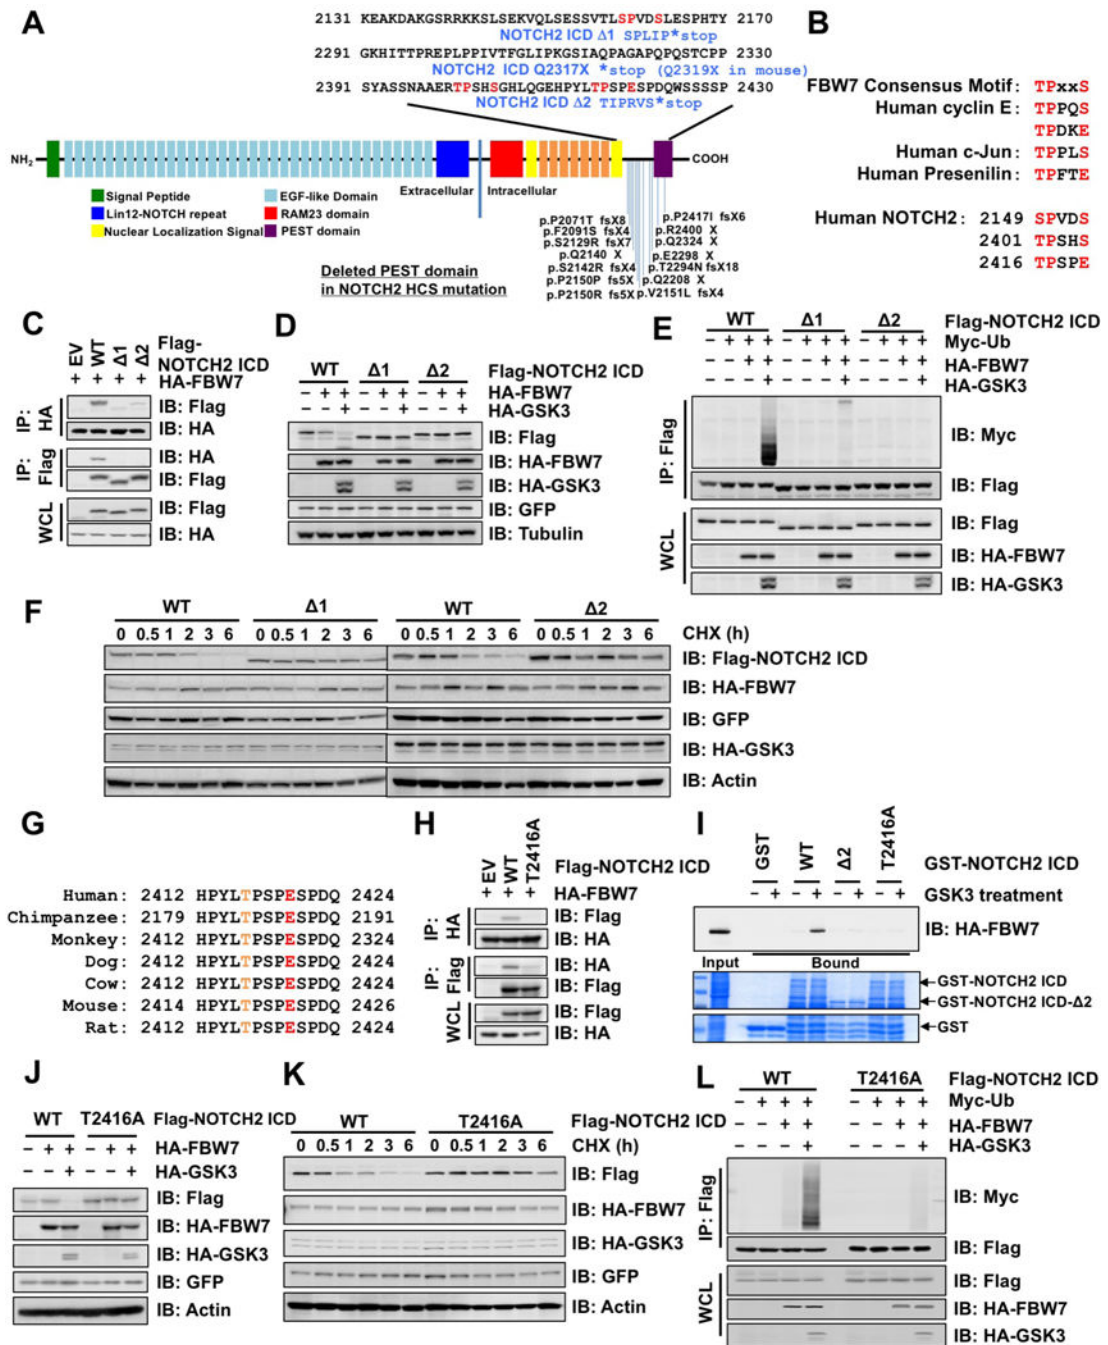 A
2131 KEAKDAKGSRRKKSLSEKVQLSESSVTLSPVDSLESPHTY 2170
NOTCH2 ICD Δ1 SPLIP*stop
2291 GKHITTPREPLPPIVTFGLIPKGSIAQPAGAPQPQSTCPP 2330
NOTCH2 ICD Q2317X *stop (Q2319X in mouse)
2391 SYASSNAAERTPSHSGHLQGEHPYLTPSPESPDQWSSSSP 2430
NOTCH2 ICD Δ2 TIPRVS*stop
NH2
COOH
Extracellular
Intracellular
Signal Peptide
EGF-like Domain
Lin12-NOTCH repeat
RAM23 domain
Nuclear Localization Signal
PEST domain
Deleted PEST domain
in NOTCH2 HCS mutation
p.P2071T fsX8
p.F2091S fsX4
p.S2129R fsX7
p.Q2140 X
p.S2142R fsX4
p.P2150P fs5X
p.P2150R fs5X
p.P2417I fsX6
p.R2400 X
p.Q2324 X
p.E2298 X
p.T2294N fsX18
p.Q2208 X
p.V2151L fsX4
B
FBW7 Consensus Motif: TPxxS
Human cyclin E: TPPQS
TPDKE
Human c-Jun: TPPLS
Human Presenilin: TPFTE
Human NOTCH2: 2149 SPVDS
2401 TPSHS
2416 TPSPE
C
EV WT Δ1 Δ2
Flag-NOTCH2 ICD
+ + + + HA-FBW7
IP: HA
IB: Flag
IB: HA
IP: Flag
IB: HA
IB: Flag
WCL
IB: Flag
IB: HA
D
WT Δ1 Δ2 Flag-NOTCH2 ICD
- + + - + + - + + HA-FBW7
- - + - - + - - + HA-GSK3
IB: Flag
IB: HA-FBW7
IB: HA-GSK3
IB: GFP
IB: Tubulin
E
WT Δ1 Δ2 Flag-NOTCH2 ICD
- + + + - + + + - + + + Myc-Ub
- - + + - - + + - - + + HA-FBW7
- - - + - - - + - - - + HA-GSK3
IP: Flag
IB: Myc
IB: Flag
WCL
IB: Flag
IB: HA-FBW7
IB: HA-GSK3
F
WT Δ1 WT Δ2
0 0.5 1 2 3 6 0 0.5 1 2 3 6 0 0.5 1 2 3 6 0 0.5 1 2 3 6 CHX (h)
IB: Flag-NOTCH2 ICD
IB: HA-FBW7
IB: GFP
IB: HA-GSK3
IB: Actin
G
Human: 2412 HPYLTPSPESPDQ 2424
Chimpanzee: 2179 HPYLTPSPESPDQ 2191
Monkey: 2412 HPYLTPSPESPDQ 2324
Dog: 2412 HPYLTPSPESPDQ 2424
Cow: 2412 HPYLTPSPESPDQ 2424
Mouse: 2414 HPYLTPSPESPDQ 2426
Rat: 2412 HPYLTPSPESPDQ 2424
H
EV WT T2416A
Flag-NOTCH2 ICD
+ + + HA-FBW7
IP: HA
IB: Flag
IB: HA
IP: Flag
IB: HA
IB: Flag
WCL
IB: Flag
IB: HA
I
GST WT Δ2 T2416A
GST-NOTCH2 ICD
- + - + - + - + GSK3 treatment
IB: HA-FBW7
Input Bound
GST-NOTCH2 ICD
GST-NOTCH2 ICD-Δ2
GST
J
WT T2416A Flag-NOTCH2 ICD
- + + - + + HA-FBW7
- - + - - + HA-GSK3
IB: Flag
IB: HA-FBW7
IB: HA-GSK3
IB: GFP
IB: Actin
K
WT T2416A Flag-NOTCH2 ICD
0 0.5 1 2 3 6 0 0.5 1 2 3 6 CHX (h)
IB: Flag
IB: HA-FBW7
IB: HA-GSK3
IB: GFP
IB: Actin
L
WT T2416A Flag-NOTCH2 ICD
- + + + - + + + Myc-Ub
- - + + - - + + HA-FBW7
- - - + - - - + HA-GSK3
IP: Flag
IB: Myc
IB: Flag
WCL
IB: Flag
IB: HA-FBW7
IB: HA-GSK3